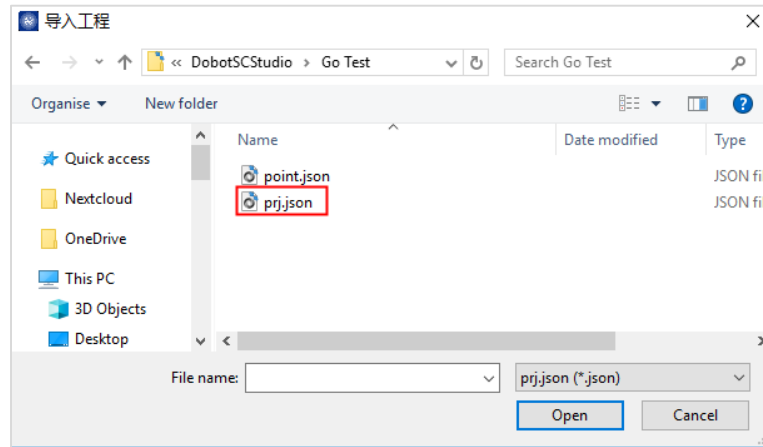 导入工程
« DobotSCStudio › Go Test
Search Go Test
Organise
New folder
Name
Date modified
Type
Quick access
point.json
JSON fi
Nextcloud
prj.json
JSON fi
OneDrive
This PC
3D Objects
Desktop
File name:
prj.json (*.json)
Open
Cancel